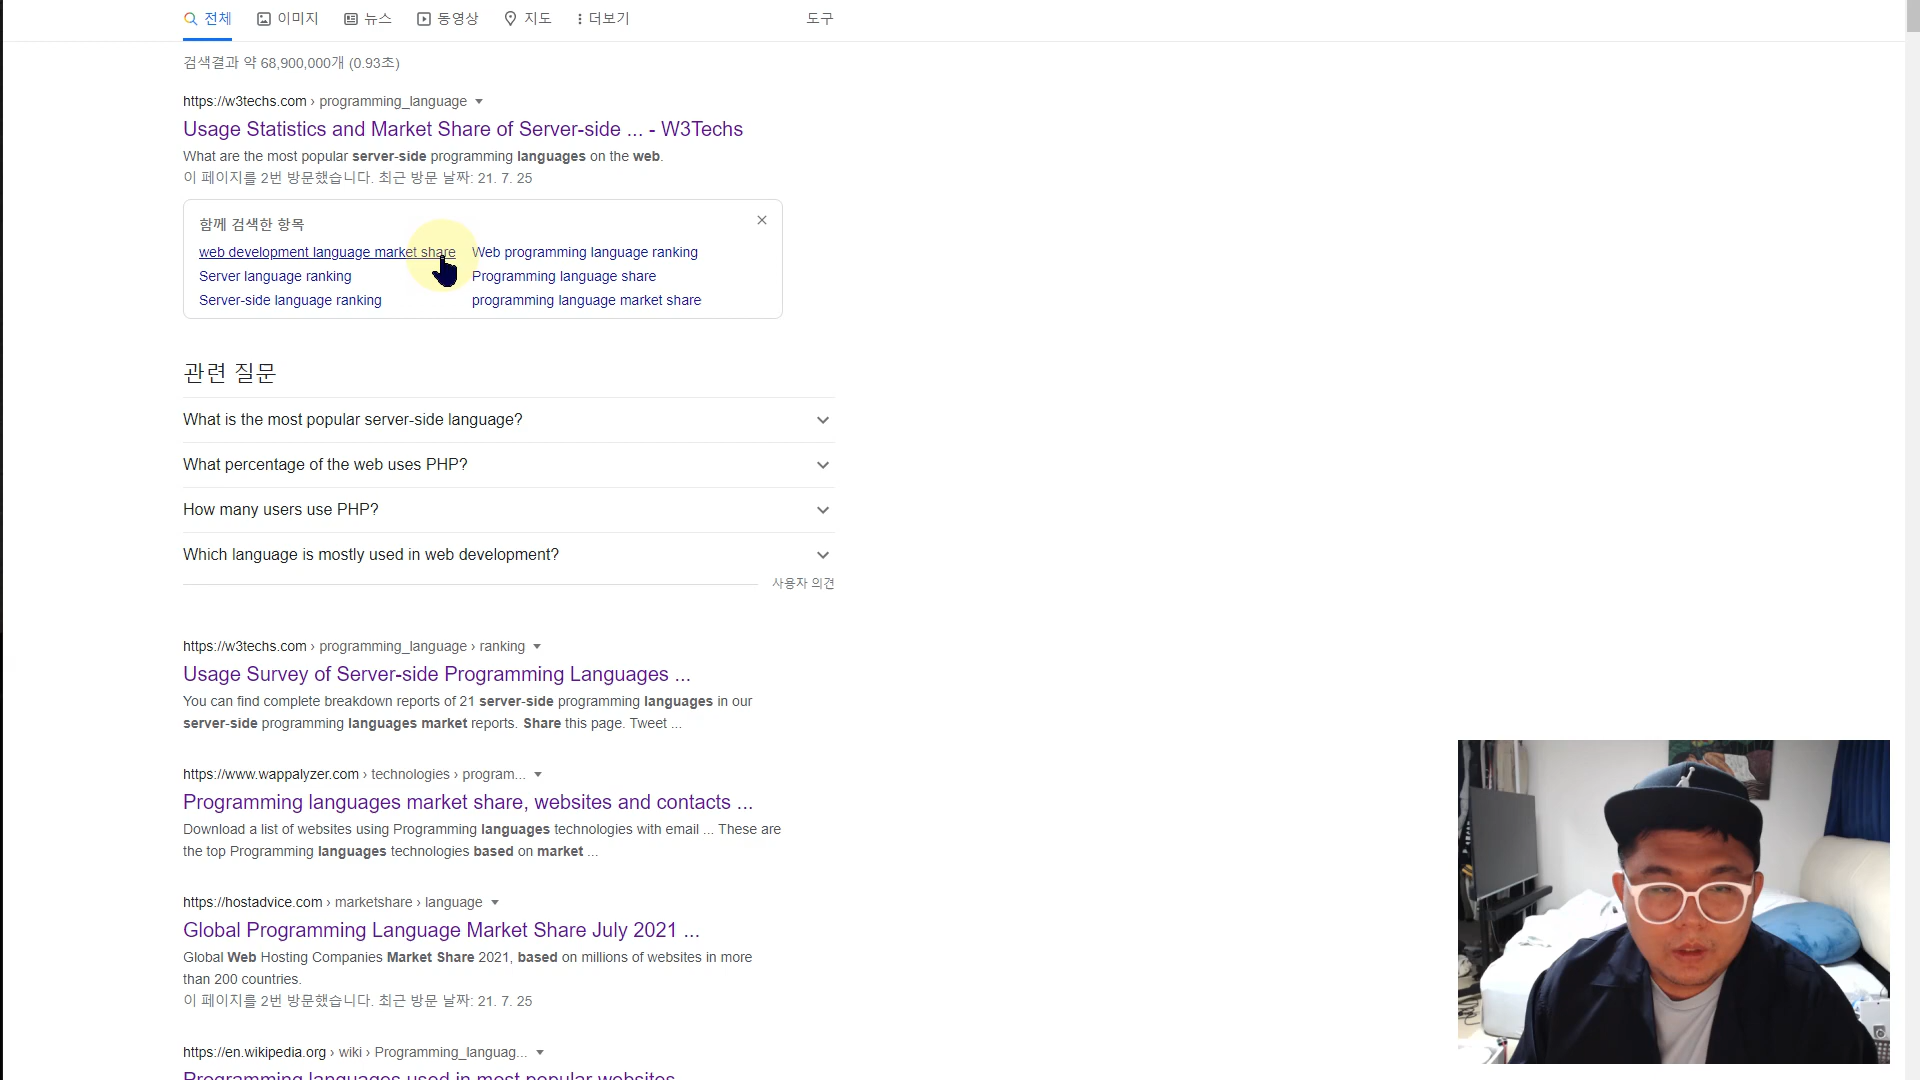 전체 이미지 뉴스 동영상 지도 더보기 도구
검색결과 약 68,900,000개 (0.93초)
https://w3techs.com › programming_language
Usage Statistics and Market Share of Server-side ... - W3Techs
What are the most popular server-side programming languages on the web.
이 페이지를 2번 방문했습니다. 최근 방문 날짜: 21. 7. 25
함께 검색한 항목
web development language market share Web programming language ranking
Server language ranking Programming language share
Server-side language ranking programming language market share
관련 질문
What is the most popular server-side language?
What percentage of the web uses PHP?
How many users use PHP?
Which language is mostly used in web development?
사용자 의견
https://w3techs.com › programming_language › ranking
Usage Survey of Server-side Programming Languages ...
You can find complete breakdown reports of 21 server-side programming languages in our
server-side programming languages market reports. Share this page. Tweet ...
https://www.wappalyzer.com › technologies › program...
Programming languages market share, websites and contacts ...
Download a list of websites using Programming languages technologies with email ... These are
the top Programming languages technologies based on market ...
https://hostadvice.com › marketshare › language
Global Programming Language Market Share July 2021 ...
Global Web Hosting Companies Market Share 2021, based on millions of websites in more
than 200 countries.
이 페이지를 2번 방문했습니다. 최근 방문 날짜: 21. 7. 25
https://en.wikipedia.org › wiki › Programming_languag...
Programming languages used in most popular websites